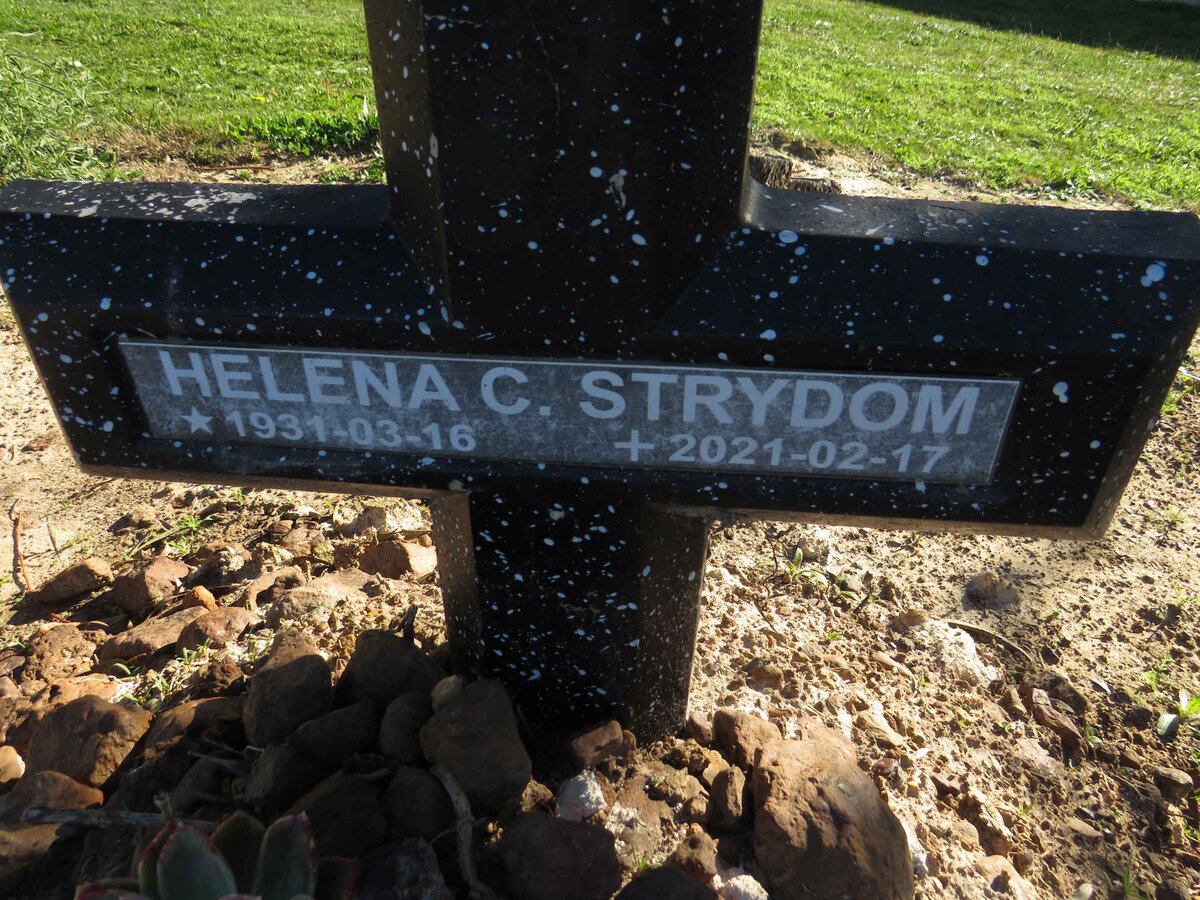 HELENA C. STRYDOM
★ 1931-03-16 ✝ 2021-02-17